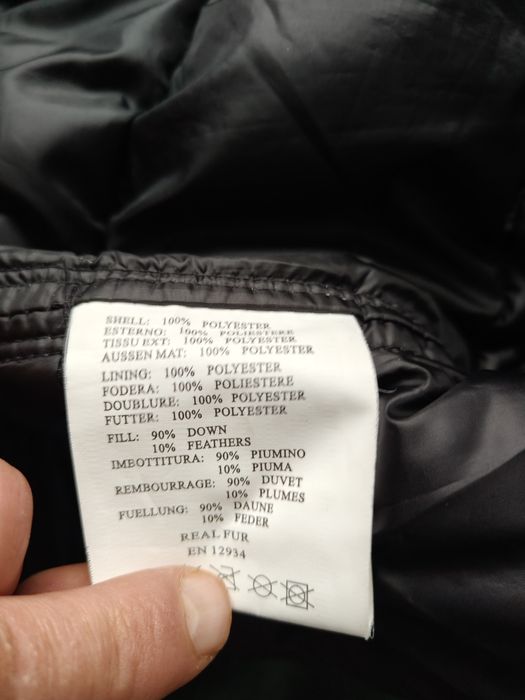 SHELL: 100% POLYESTER
ESTERNO: 100% POLIESTERE
TISSU EXT: 100% POLYESTER
AUSSEN MAT: 100% POLYESTER
LINING: 100% POLYESTER
FODERA: 100% POLIESTERE
DOUBLURE: 100% POLYESTER
FUTTER: 100% POLYESTER
FILL: 90% DOWN
10% FEATHERS
IMBOTTITURA: 90% PIUMINO
10% PIUMA
REMBOURRAGE: 90% DUVET
10% PLUMES
FUELLUNG: 90% DAUNE
10% FEDER
REAL FUR
EN 12934